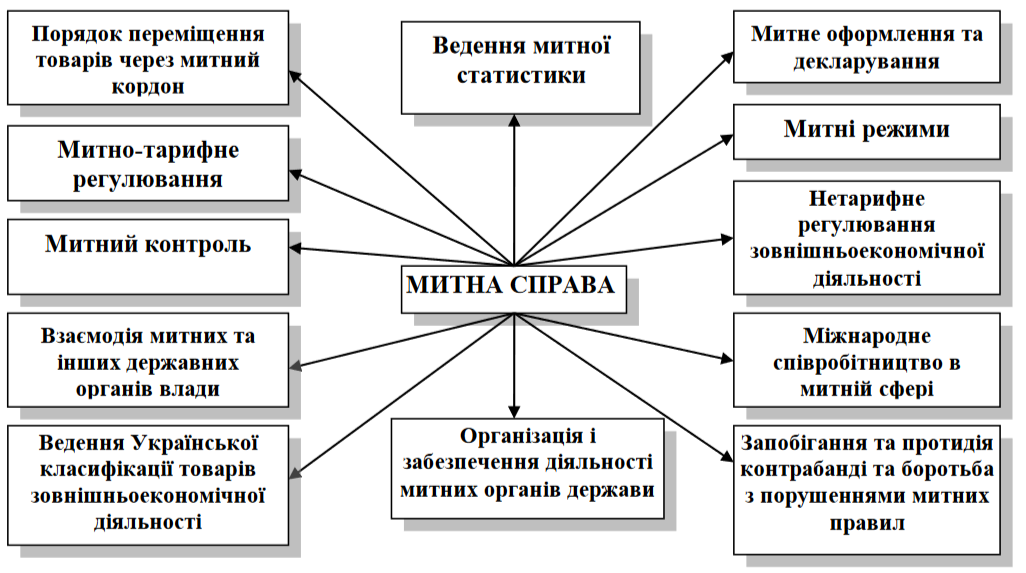 Порядок переміщення
товарів через митний
кордон
Ведення митної
статистики
Митне оформлення та
декларування
Митно-тарифне
регулювання
Митні режими
Митний контроль
Нетарифне
регулювання
зовнішньоекономічної
діяльності
МИТНА СПРАВА
Взаємодія митних та
інших державних
органів влади
Міжнародне
співробітництво в
митній сфері
Ведення Української
класифікації товарів
зовнішньоекономічної
діяльності
Організація і
забезпечення діяльності
митних органів держави
Запобігання та протидія
контрабанді та боротьба
з порушеннями митних
правил